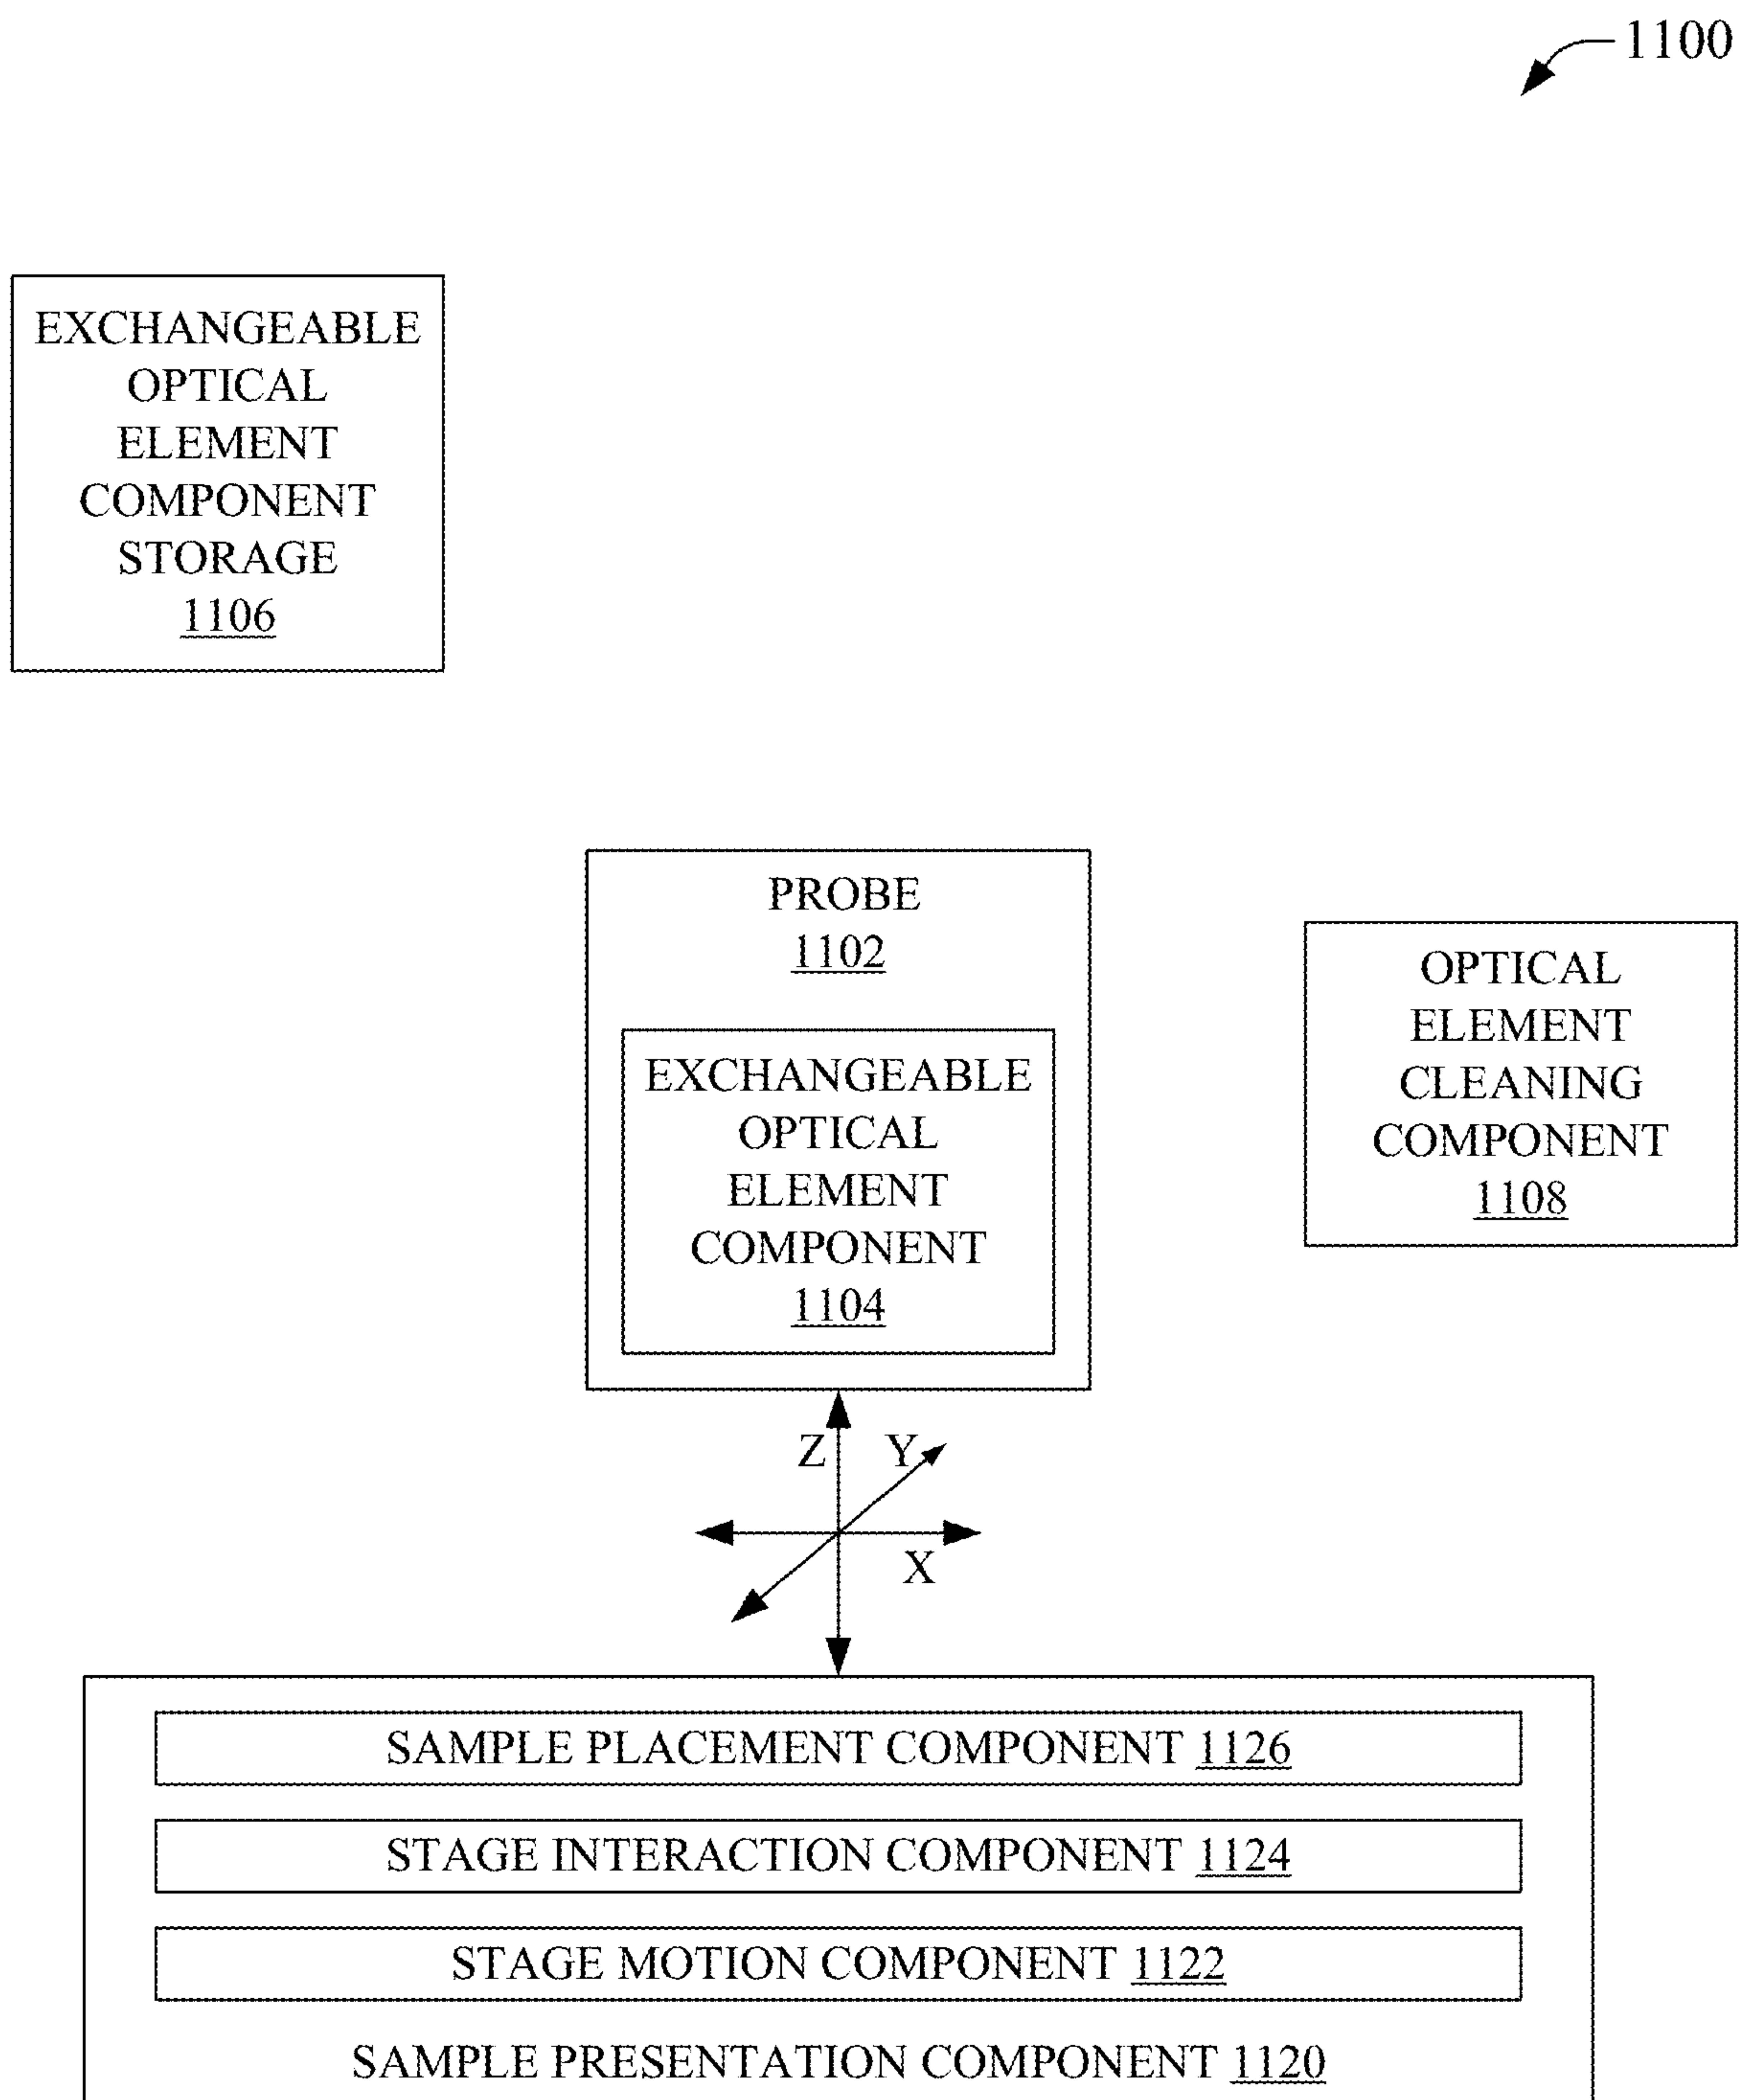 1100
EXCHANGEABLE
OPTICAL
ELEMENT
COMPONENT
STORAGE
1106
PROBE
1102
EXCHANGEABLE
OPTICAL
ELEMENT
COMPONENT
1104
OPTICAL
ELEMENT
CLEANING
COMPONENT
1108
Z
Y
X
SAMPLE PLACEMENT COMPONENT 1126
STAGE INTERACTION COMPONENT 1124
STAGE MOTION COMPONENT 1122
SAMPLE PRESENTATION COMPONENT 1120